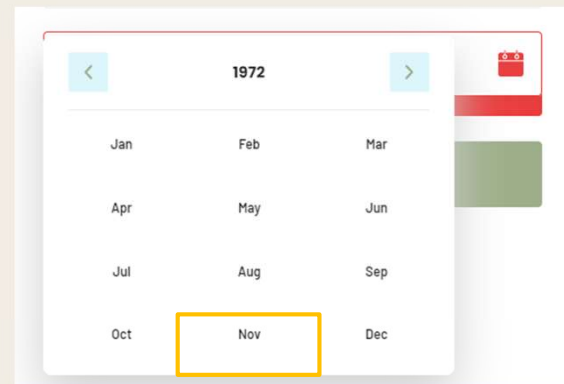 1972
Jan Feb Mar
Apr May Jun
Jul Aug Sep
Oct Nov Dec